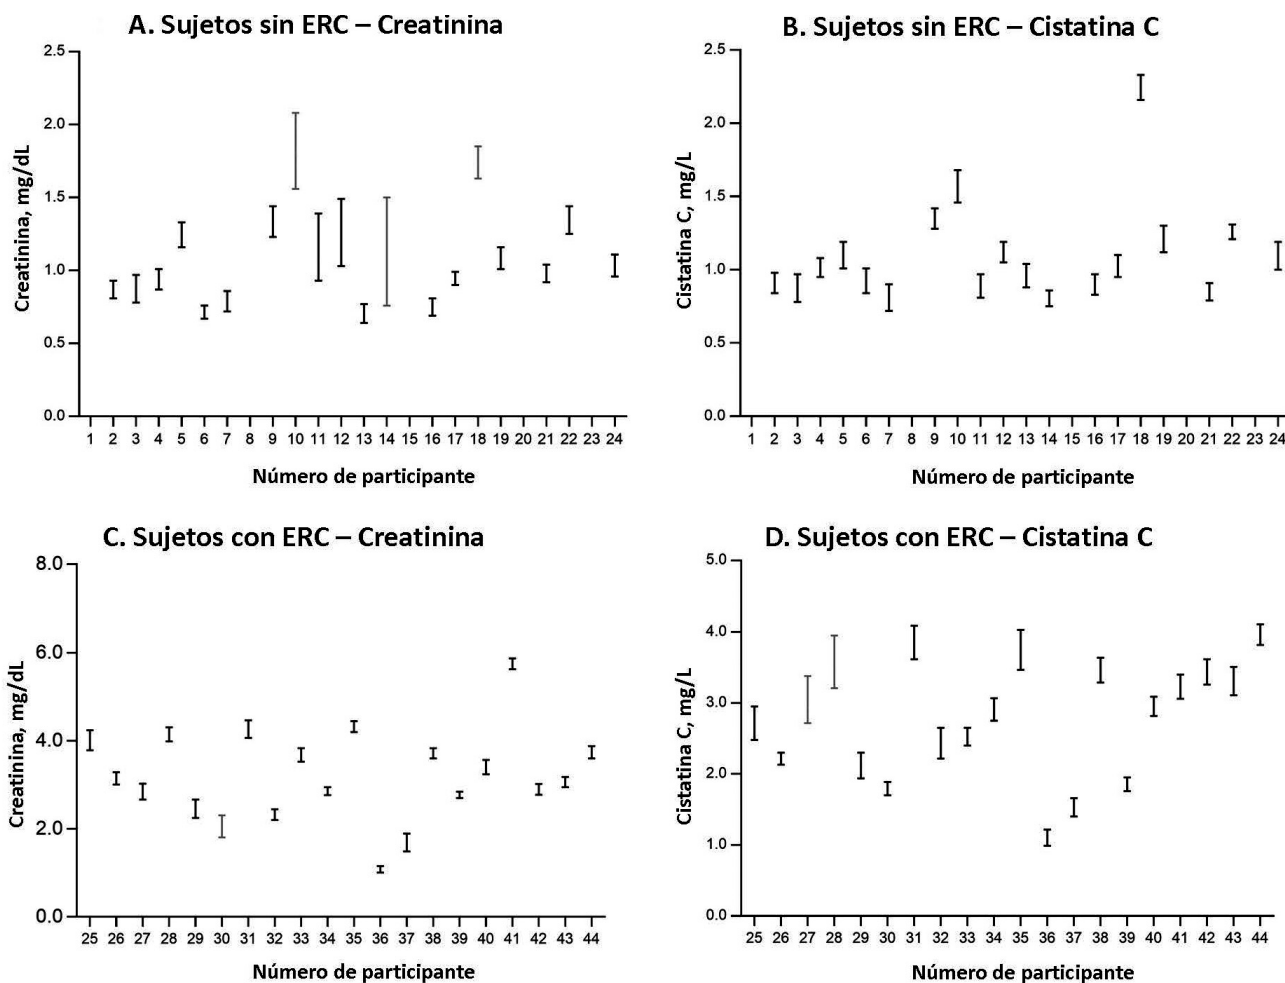 A. Sujetos sin ERC – Creatinina
Creatinina, mg/dL
2.5
2.0
1.5
1.0
0.5
0.0
1 2 3 4 5 6 7 8 9 10 11 12 13 14 15 16 17 18 19 20 21 22 23 24
Número de participante
B. Sujetos sin ERC – Cistatina C
Cistatina C, mg/L
2.5
2.0
1.5
1.0
0.5
0.0
1 2 3 4 5 6 7 8 9 10 11 12 13 14 15 16 17 18 19 20 21 22 23 24
Número de participante
C. Sujetos con ERC – Creatinina
Creatinina, mg/dL
8.0
6.0
4.0
2.0
0.0
25 26 27 28 29 30 31 32 33 34 35 36 37 38 39 40 41 42 43 44
Número de participante
D. Sujetos con ERC – Cistatina C
Cistatina C, mg/L
5.0
4.0
3.0
2.0
1.0
0.0
25 26 27 28 29 30 31 32 33 34 35 36 37 38 39 40 41 42 43 44
Número de participante